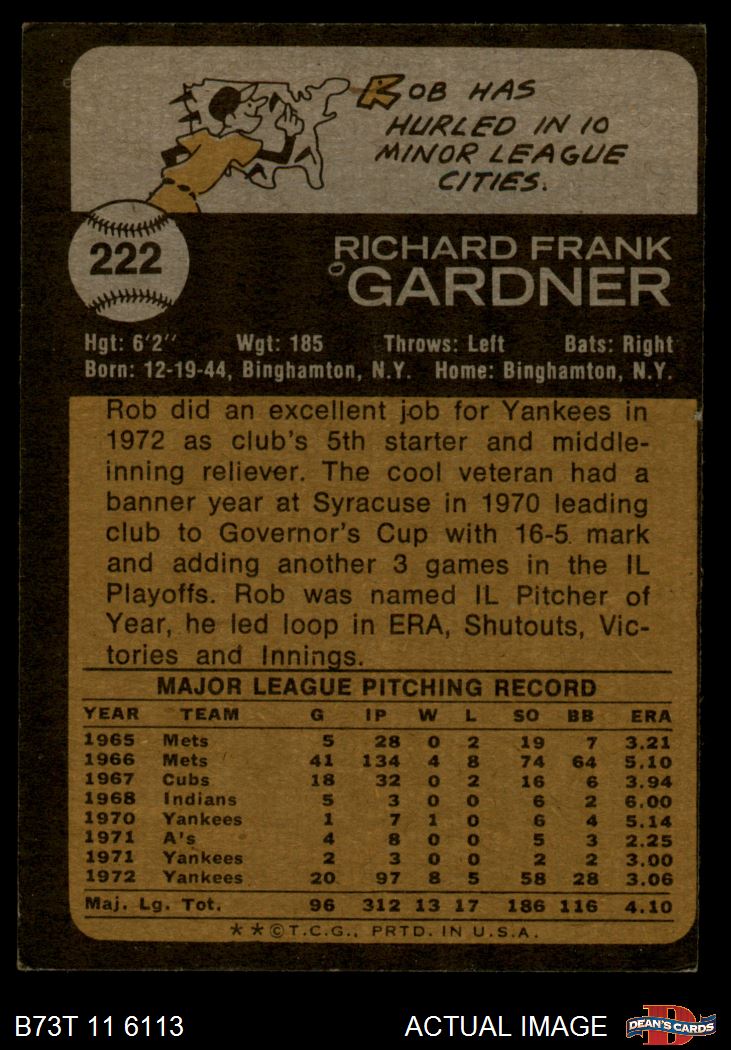 ROB HAS
HURLED IN 10
MINOR LEAGUE
CITIES.
222
RICHARD FRANK
GARDNER
Hgt: 6'2" Wgt: 185 Throws: Left Bats: Right
Born: 12-19-44, Binghamton, N.Y. Home: Binghamton, N.Y.
Rob did an excellent job for Yankees in
1972 as club's 5th starter and middle-
inning reliever. The cool veteran had a
banner year at Syracuse in 1970 leading
club to Governor's Cup with 16-5 mark
and adding another 3 games in the IL
Playoffs. Rob was named IL Pitcher of
Year, he led loop in ERA, Shutouts, Vic-
tories and Innings.
MAJOR LEAGUE PITCHING RECORD
YEAR TEAM G IP W L SO BB ERA
1965 Mets 5 28 0 2 19 7 3.21
1966 Mets 41 134 4 8 74 64 5.10
1967 Cubs 18 32 0 2 16 6 3.94
1968 Indians 5 3 0 0 6 2 6.00
1970 Yankees 1 7 1 0 6 4 5.14
1971 A's 4 8 0 0 5 3 2.25
1971 Yankees 2 3 0 0 2 2 3.00
1972 Yankees 20 97 8 5 58 28 3.06
Maj. Lg. Tot. 96 312 13 17 186 116 4.10
**©T.C.G., PRTD. IN U.S.A.
B73T 11 6113 ACTUAL IMAGE DEAN'S CARDS